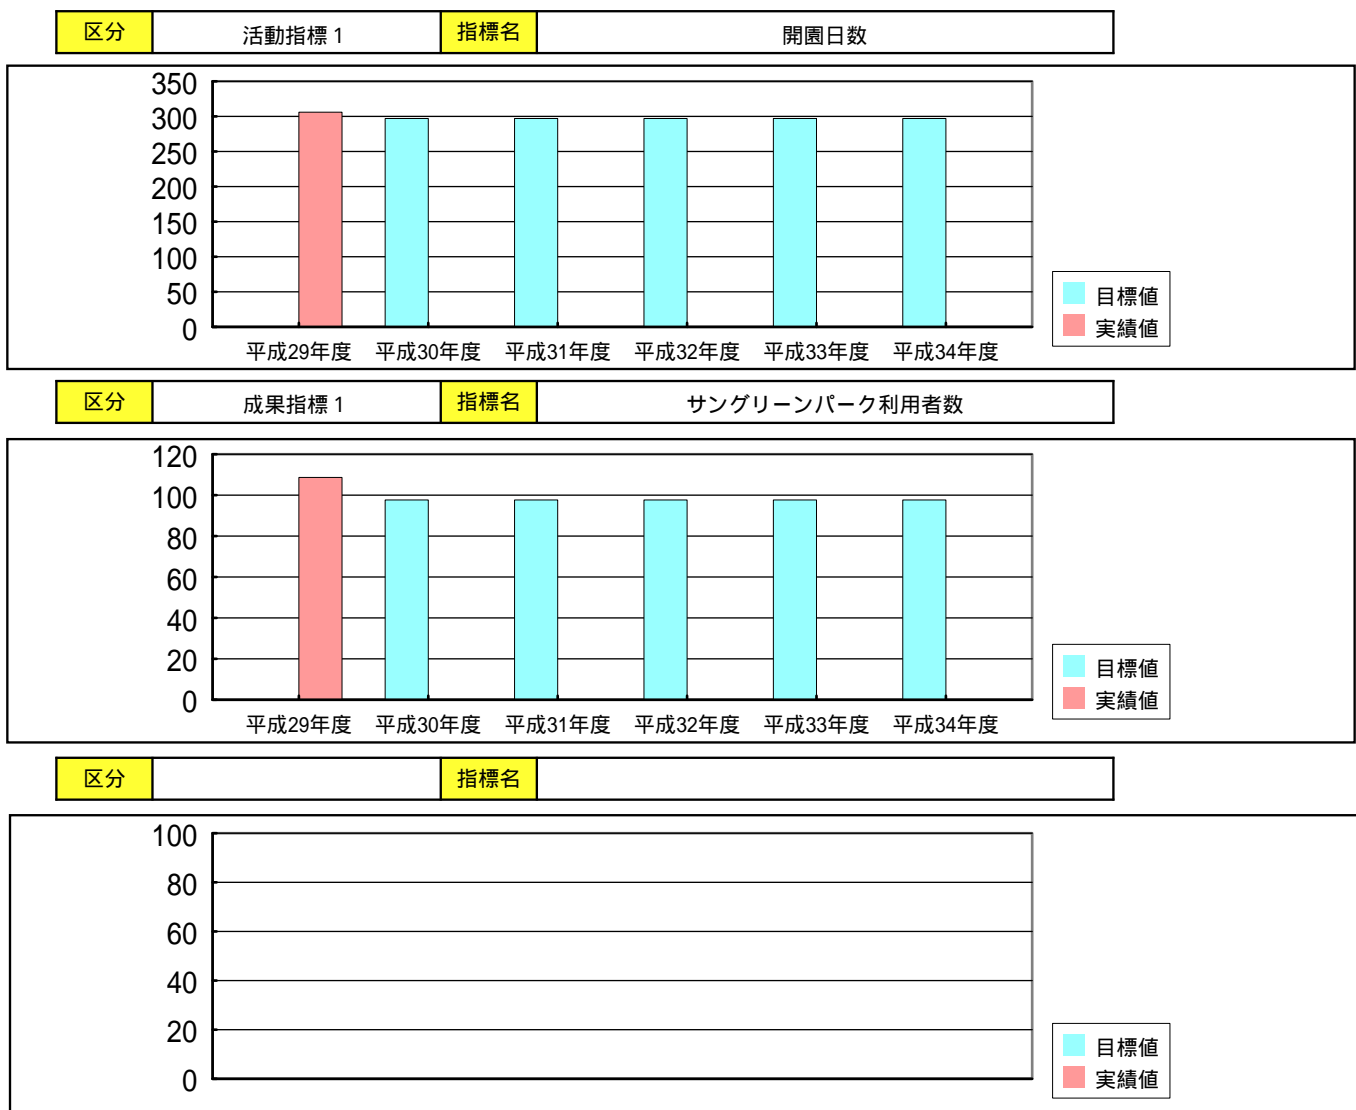 区分 活動指標１ 指標名 開園日数
350
300
250
200
150
100
50
0
平成29年度 平成30年度 平成31年度 平成32年度 平成33年度 平成34年度
目標値
実績値
区分 成果指標１ 指標名 サングリーンパーク利用者数
120
100
80
60
40
20
0
平成29年度 平成30年度 平成31年度 平成32年度 平成33年度 平成34年度
目標値
実績値
区分 指標名
100
80
60
40
20
0
目標値
実績値